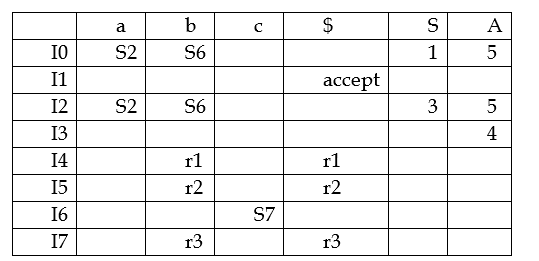 a b c $ S A
I0 S2 S6 1 5
I1 accept
I2 S2 S6 3 5
I3 4
I4 r1 r1
I5 r2 r2
I6 S7
I7 r3 r3